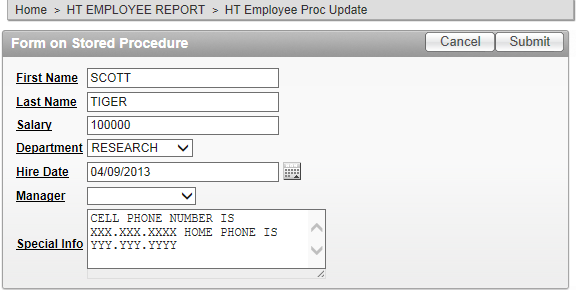 Home > HT EMPLOYEE REPORT > HT Employee Proc Update
Form on Stored Procedure Cancel Submit
First Name SCOTT
Last Name TIGER
Salary 100000
Department RESEARCH
Hire Date 04/09/2013
Manager
Special Info
CELL PHONE NUMBER IS
XXX.XXX.XXXX HOME PHONE IS
YYY.YYY.YYYY